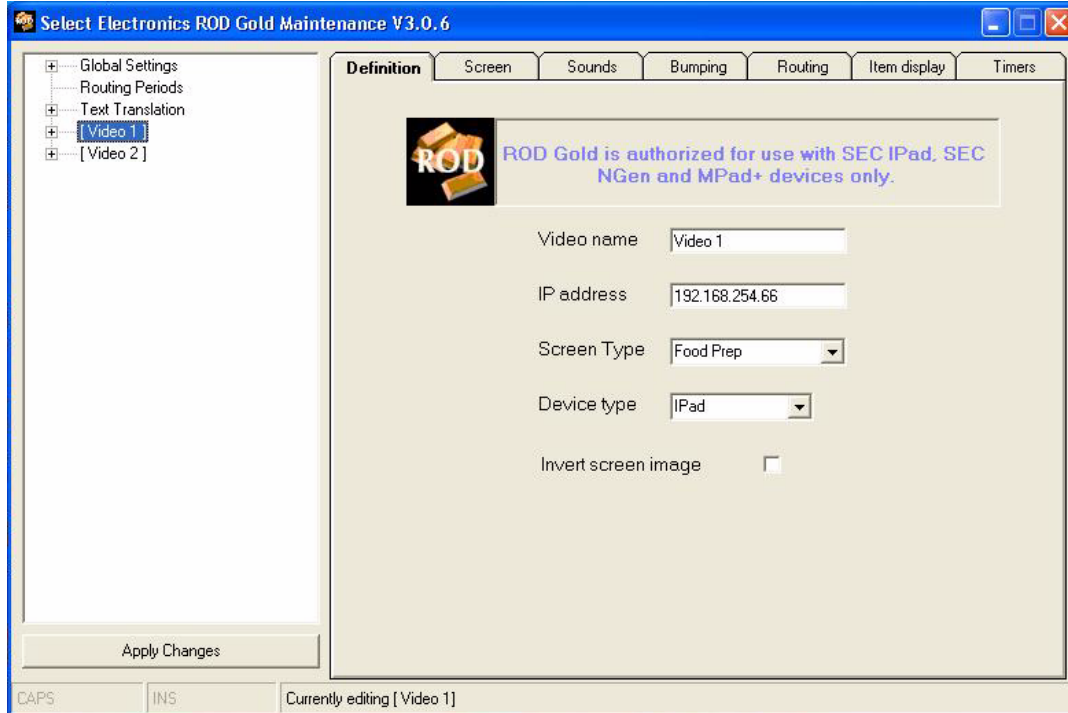 Select Electronics ROD Gold Maintenance V3.0.6
Global Settings
Routing Periods
Text Translation
[ Video 1 ]
[ Video 2 ]
Apply Changes
Definition Screen Sounds Bumping Routing Item display Timers
ROD
ROD Gold is authorized for use with SEC IPad, SEC
NGen and MPad+ devices only.
Video name Video 1
IP address 192.168.254.66
Screen Type Food Prep
Device type IPad
Invert screen image
CAPS INS Currently editing [ Video 1]